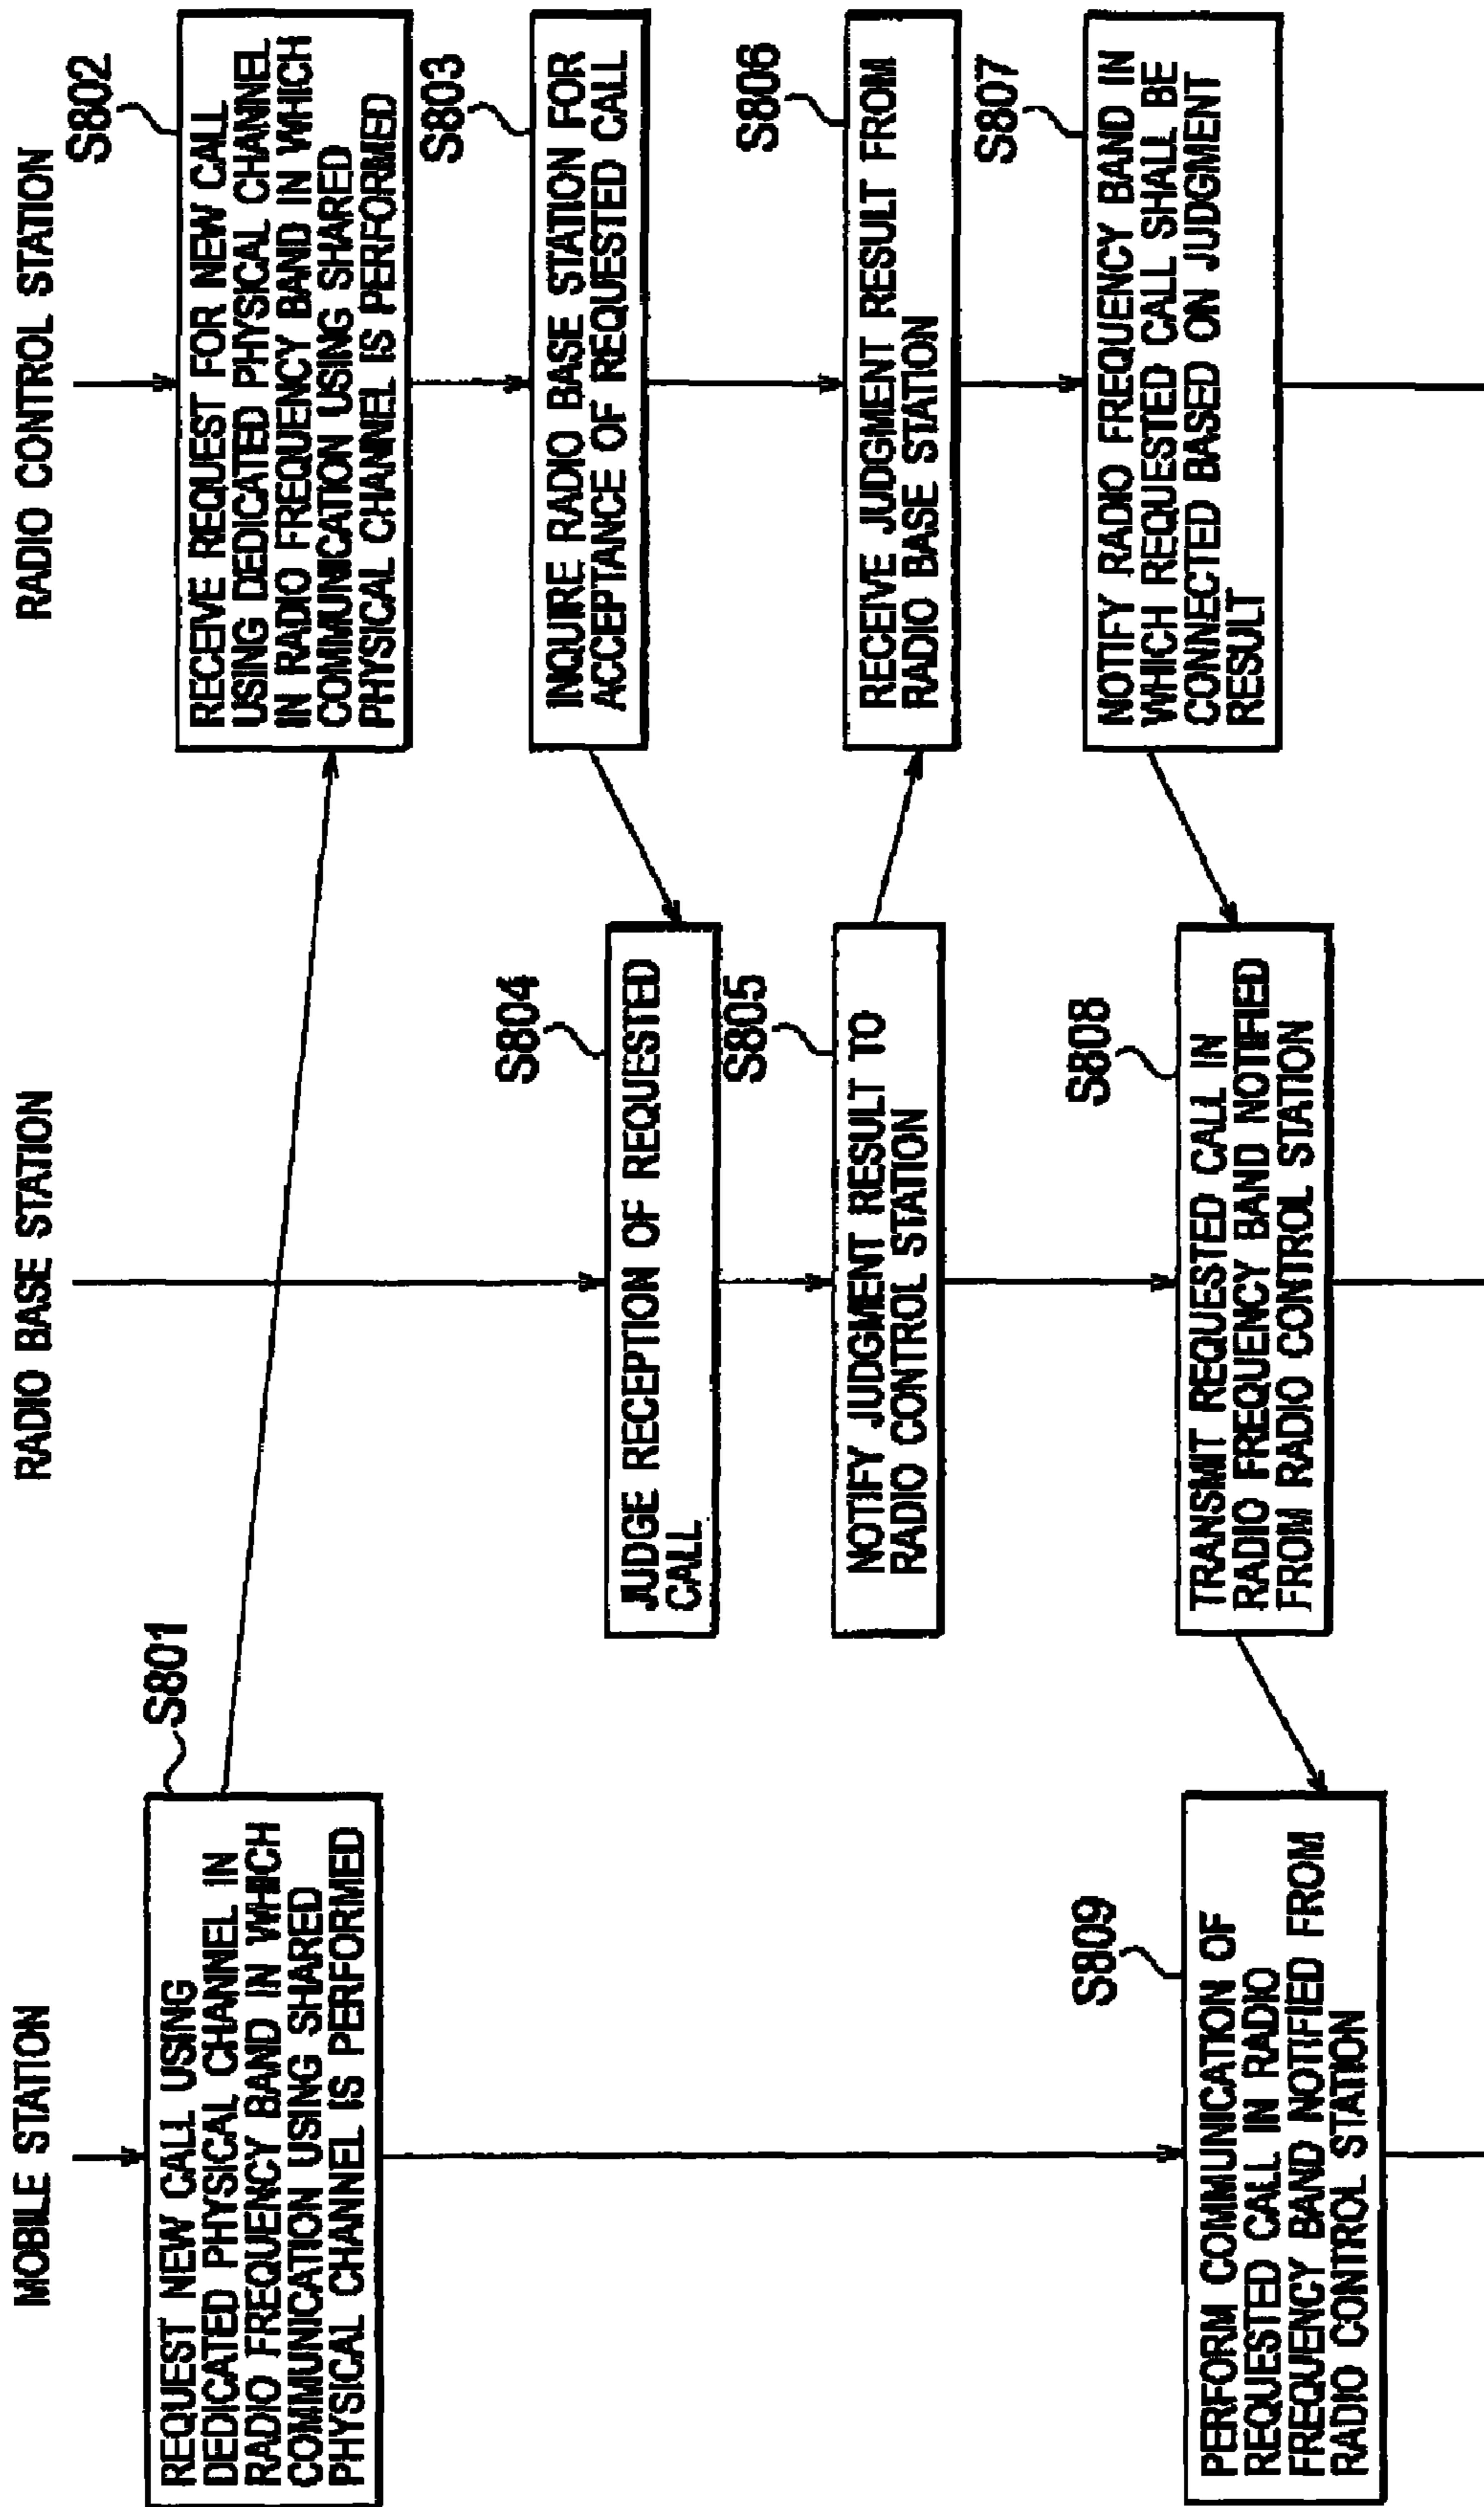 MOBILE STATION
RADIO BASE STATION
RADIO CONTROL STATION
S801
REQUEST NEW CALL USING
DEDICATED PHYSICAL CHANNEL IN
RADIO FREQUENCY BAND IN WHICH
COMMUNICATION USING SHARED
PHYSICAL CHANNEL IS PERFORMED
S802
RECEIVE REQUEST FOR NEW CALL
USING DEDICATED PHYSICAL CHANNEL
IN RADIO FREQUENCY BAND IN WHICH
COMMUNICATION USING SHARED
PHYSICAL CHANNEL IS PERFORMED
S803
INQUIRE RADIO BASE STATION FOR
ACCEPTANCE OF REQUESTED CALL
S804
JUDGE RECEPTION OF REQUESTED
CALL
S805
NOTIFY JUDGMENT RESULT TO
RADIO CONTROL STATION
S806
RECEIVE JUDGMENT RESULT FROM
RADIO BASE STATION
S807
NOTIFY RADIO FREQUENCY BAND IN
WHICH REQUESTED CALL SHALL BE
CONNECTED BASED ON JUDGMENT
RESULT
S808
TRANSMIT REQUESTED CALL IN
RADIO FREQUENCY BAND NOTIFIED
FROM RADIO CONTROL STATION
S809
PERFORM COMMUNICATION OF
REQUESTED CALL IN RADIO
FREQUENCY BAND NOTIFIED FROM
RADIO CONTROL STATION